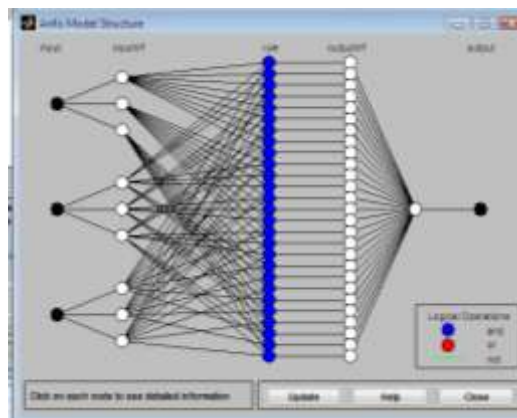 Anfis Model Structure
input inputmf rule outputmf output
Logical Operations
and
or
not
Click on each node to see detailed information
Update Help Close